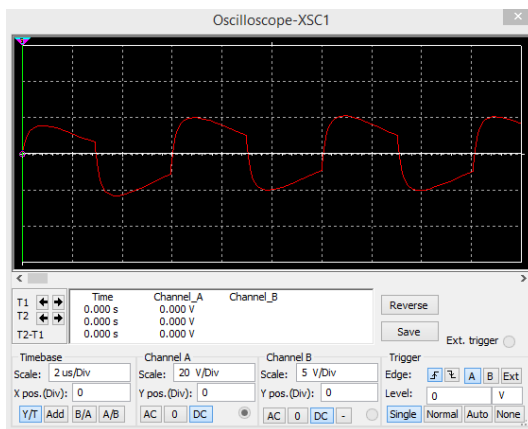 Oscilloscope-XSC1
T1
T2
T2-T1
Time Channel_A Channel_B
0.000 s 0.000 V
0.000 s 0.000 V
0.000 s 0.000 V
Reverse
Save
Ext. trigger
Timebase
Scale: 2 us/Div
X pos.(Div): 0
Y/T Add B/A A/B
Channel A
Scale: 20 V/Div
Y pos.(Div): 0
AC 0 DC
Channel B
Scale: 5 V/Div
Y pos.(Div): 0
AC 0 DC -
Trigger
Edge: A B Ext
Level: 0 V
Single Normal Auto None